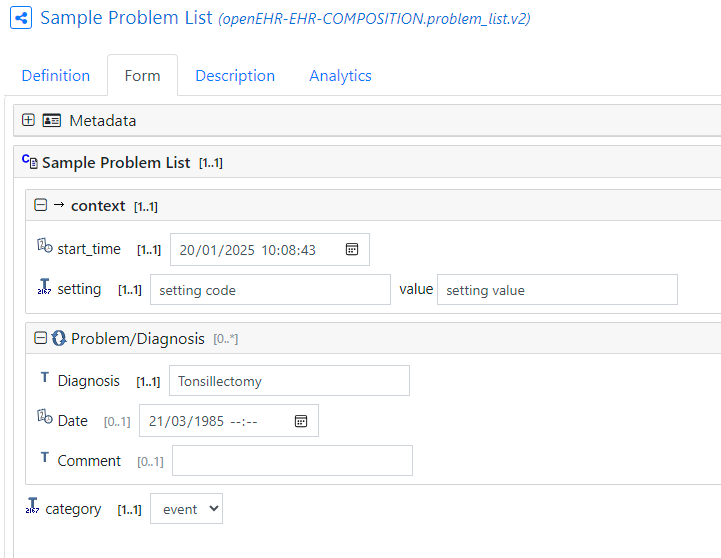 Sample Problem List (openEHR-EHR-COMPOSITION.problem_list.v2)
Definition Form Description Analytics
Metadata
Sample Problem List [1..1]
→ context [1..1]
start_time [1..1] 20/01/2025 10:08:43
setting [1..1] setting code value setting value
Problem/Diagnosis [0..*]
T Diagnosis [1..1] Tonsillectomy
Date [0..1] 21/03/1985 --:--
T Comment [0..1]
category [1..1] event